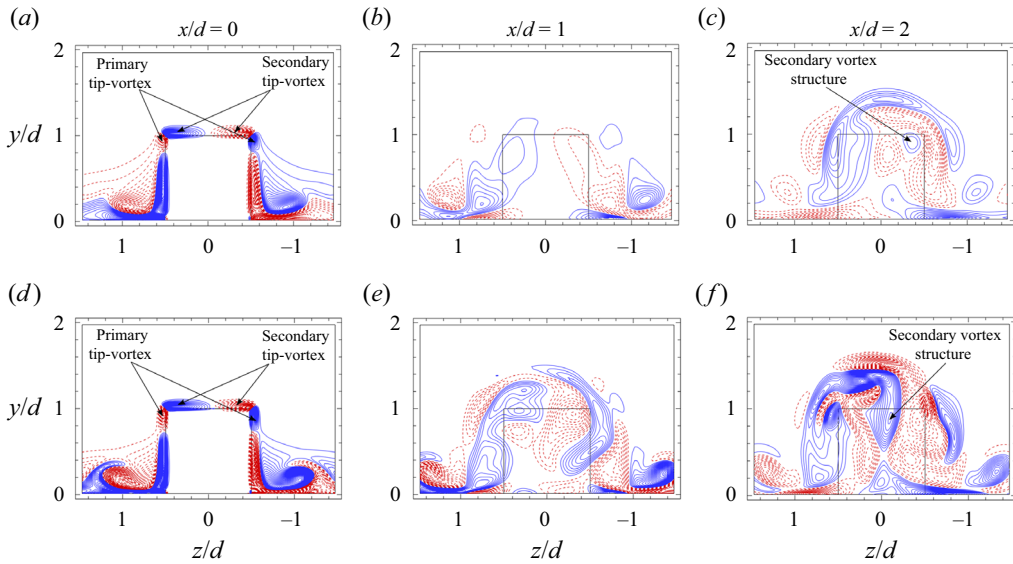 (a)
x/d = 0
(b)
x/d = 1
(c)
x/d = 2
2
Primary
tip-vortex
Secondary
tip-vortex
y/d
1
0
1
0
–1
2
1
0
1
0
–1
2
Secondary vortex
structure
1
0
1
0
–1
(d)
(e)
(f)
2
Primary
tip-vortex
Secondary
tip-vortex
y/d
1
0
1
0
–1
z/d
2
1
0
1
0
–1
z/d
2
Secondary vortex
structure
1
0
1
0
–1
z/d